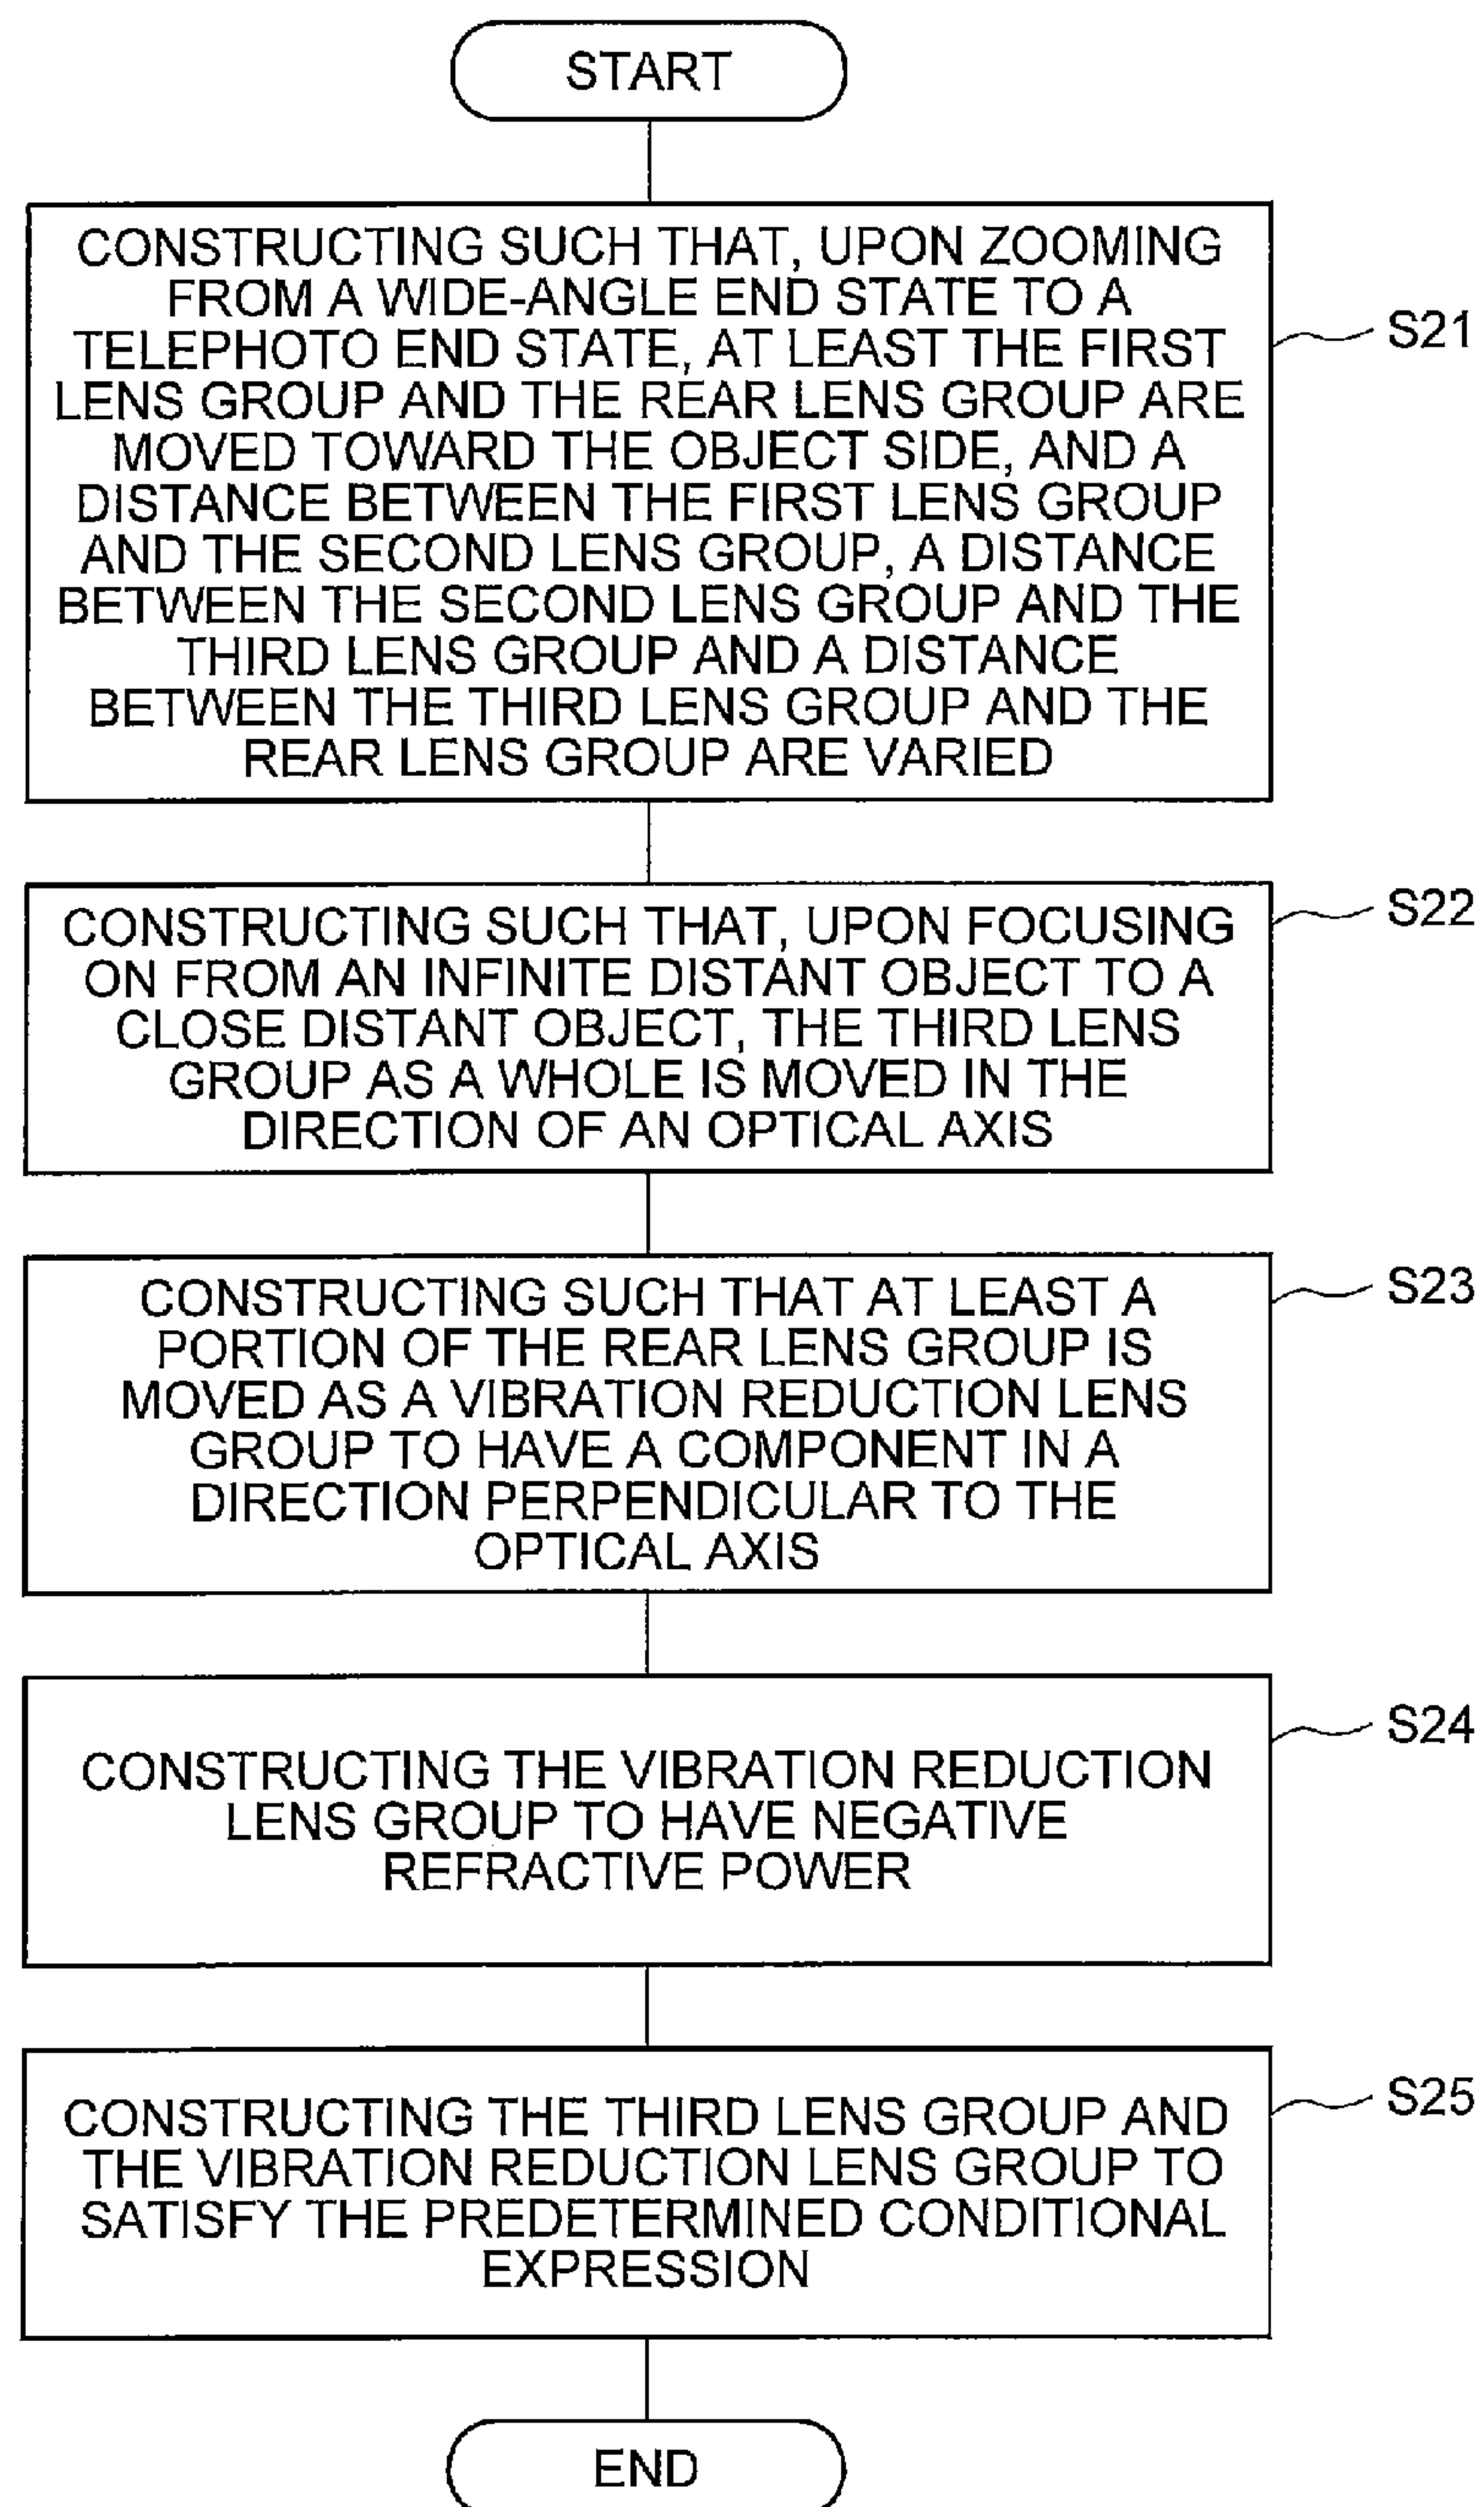 START
CONSTRUCTING SUCH THAT, UPON ZOOMING
FROM A WIDE-ANGLE END STATE TO A
TELEPHOTO END STATE, AT LEAST THE FIRST
LENS GROUP AND THE REAR LENS GROUP ARE
MOVED TOWARD THE OBJECT SIDE, AND A
DISTANCE BETWEEN THE FIRST LENS GROUP
AND THE SECOND LENS GROUP, A DISTANCE
BETWEEN THE SECOND LENS GROUP AND THE
THIRD LENS GROUP AND A DISTANCE
BETWEEN THE THIRD LENS GROUP AND THE
REAR LENS GROUP ARE VARIED
S21
CONSTRUCTING SUCH THAT, UPON FOCUSING
ON FROM AN INFINITE DISTANT OBJECT TO A
CLOSE DISTANT OBJECT, THE THIRD LENS
GROUP AS A WHOLE IS MOVED IN THE
DIRECTION OF AN OPTICAL AXIS
S22
CONSTRUCTING SUCH THAT AT LEAST A
PORTION OF THE REAR LENS GROUP IS
MOVED AS A VIBRATION REDUCTION LENS
GROUP TO HAVE A COMPONENT IN A
DIRECTION PERPENDICULAR TO THE
OPTICAL AXIS
S23
CONSTRUCTING THE VIBRATION REDUCTION
LENS GROUP TO HAVE NEGATIVE
REFRACTIVE POWER
S24
CONSTRUCTING THE THIRD LENS GROUP AND
THE VIBRATION REDUCTION LENS GROUP TO
SATISFY THE PREDETERMINED CONDITIONAL
EXPRESSION
S25
END